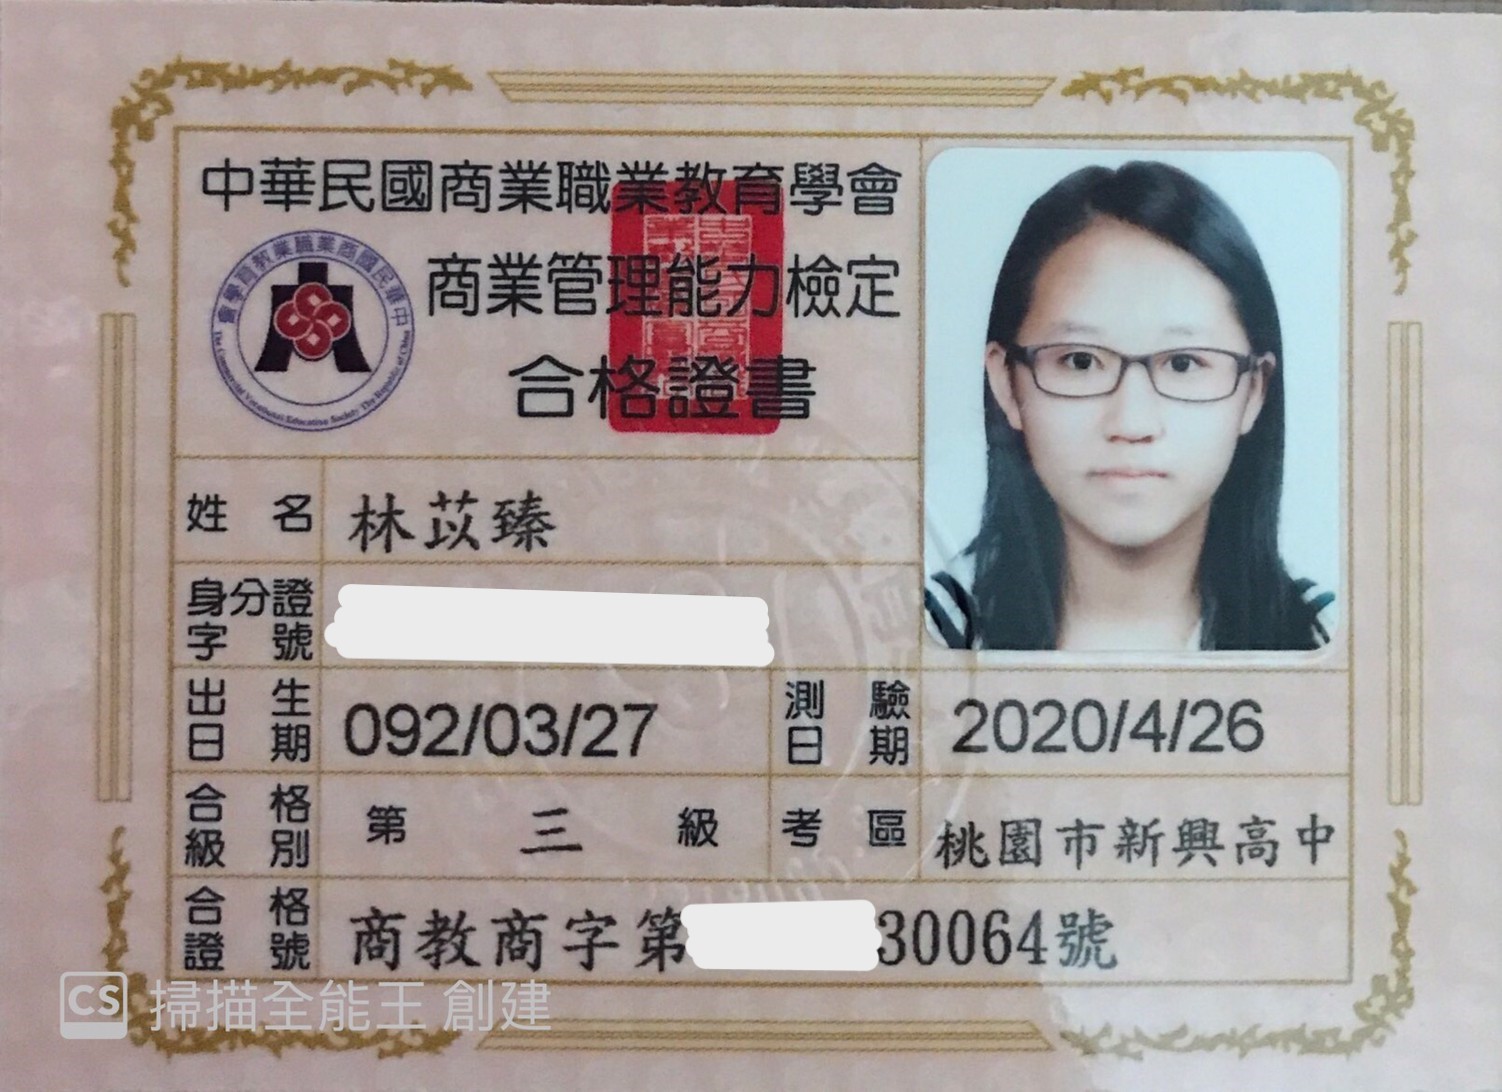 中華民國商業職業教育學會
商業管理能力檢定
合格證書
中華民國商業職業教育學會
The Commercial Vocational Education Society The Republic of China
姓名 林苡臻
身分證字號
出生日期 092/03/27 測驗日期 2020/4/26
合格級別 第三級 考區 桃園市新興高中
合格證號 商教商字第 30064號
CS 掃描全能王 創建